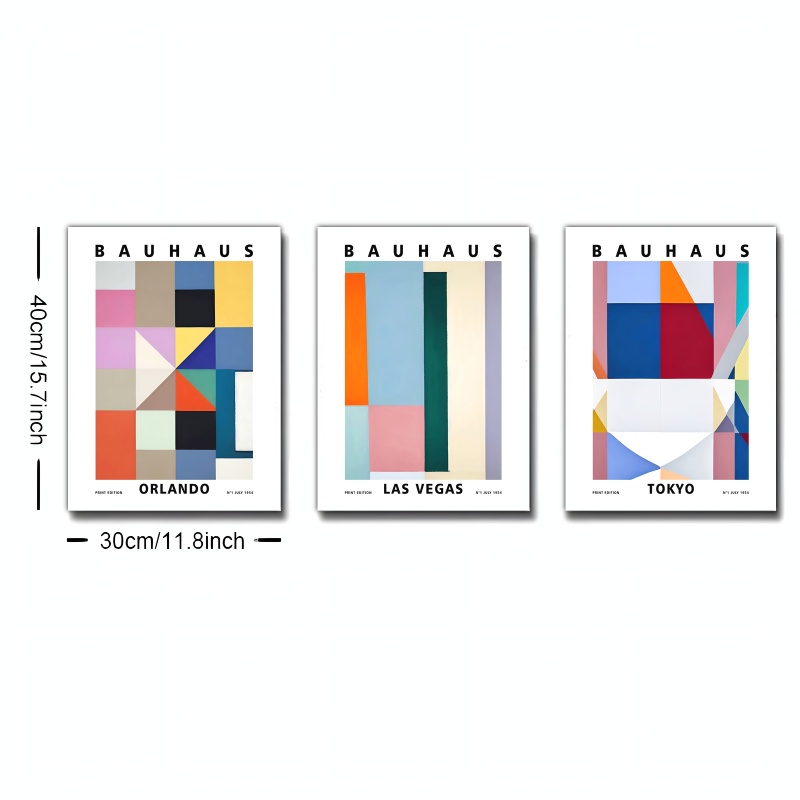 40cm/15.7inch
30cm/11.8inch
BAUHAUS
PRINT EDITION
ORLANDO
N°1 JULY 1954
BAUHAUS
PRINT EDITION
LAS VEGAS
N°1 JULY 1954
BAUHAUS
PRINT EDITION
TOKYO
N°1 JULY 1954